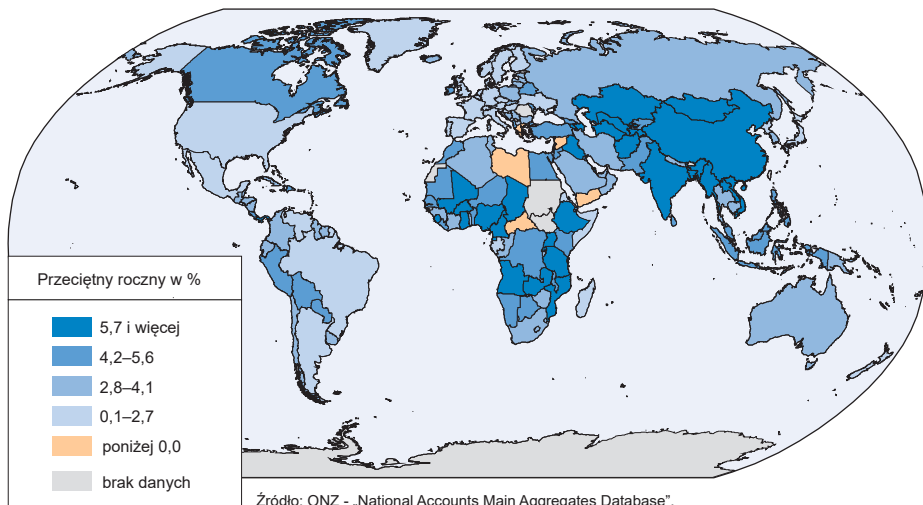 Przeciętny roczny w %
5,7 i więcej
4,2–5,6
2,8–4,1
0,1–2,7
poniżej 0,0
brak danych
Źródło: ONZ - „National Accounts Main Aggregates Database”.